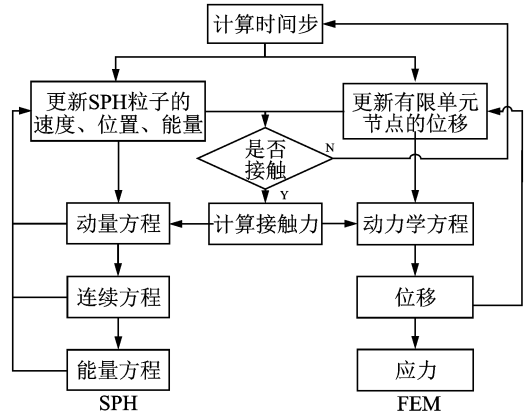 计算时间步
更新SPH粒子的
速度、位置、能量
更新有限单元
节点的位移
是否
接触
N
Y
动量方程
计算接触力
动力学方程
连续方程
位移
能量方程
应力
SPH
FEM